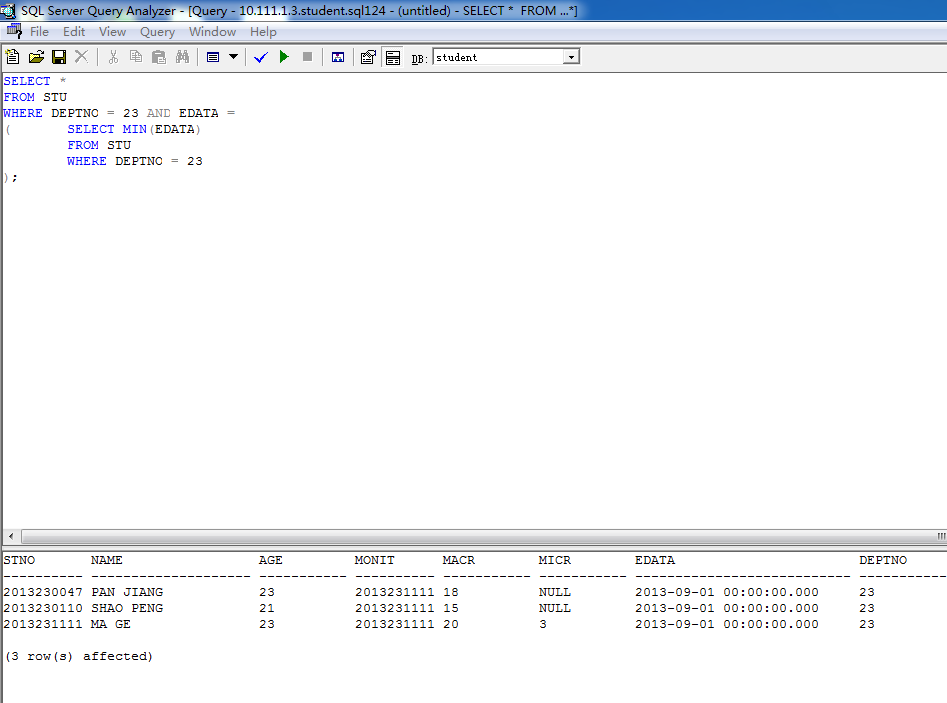 SQL Server Query Analyzer - [Query - 10.111.1.3.student.sql124 - (untitled) - SELECT * FROM ...*]
File Edit View Query Window Help
DB: student
SELECT *
FROM STU
WHERE DEPTNO = 23 AND EDATA =
( SELECT MIN(EDATA)
FROM STU
WHERE DEPTNO = 23
);
STNO NAME AGE MONIT MACR MICR EDATA DEPTNO
----------- -------------------- ----------- ---------- ----------- ----------- --------------------------- -----------
2013230047 PAN JIANG 23 2013231111 18 NULL 2013-09-01 00:00:00.000 23
2013230110 SHAO PENG 21 2013231111 15 NULL 2013-09-01 00:00:00.000 23
2013231111 MA GE 23 2013231111 20 3 2013-09-01 00:00:00.000 23
(3 row(s) affected)